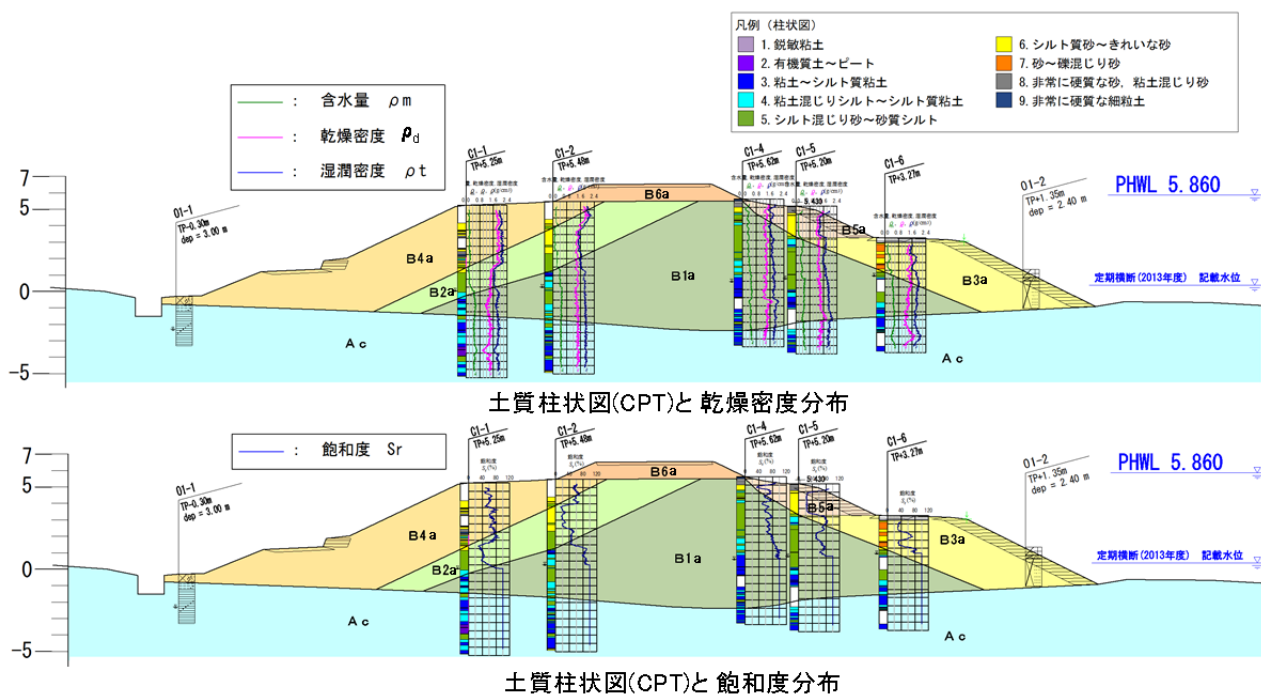 凡例（柱状図）
1. 鋭敏粘土
2. 有機質土～ピート
3. 粘土～シルト質粘土
4. 粘土混じりシルト～シルト質粘土
5. シルト混じり砂～砂質シルト
6. シルト質砂～きれいな砂
7. 砂～礫混じり砂
8. 非常に硬質な砂，粘土混じり砂
9. 非常に硬質な細粒土
： 含水量 ρm
： 乾燥密度 ρd
： 湿潤密度 ρt
7
5
0
-5
O1-1
TP-0.30m
dep = 3.00 m
C1-1
TP+5.25m
C1-2
TP+5.48m
C1-4
TP+5.62m
C1-5
TP+5.20m
C1-6
TP+3.27m
O1-2
TP+1.35m
dep = 2.40 m
PHWL 5.860
5.430
定期横断(2013年度) 記載水位
B6a
B5a
B4a
B2a
B1a
B3a
Ac
Ac
土質柱状図(CPT)と 乾燥密度分布
： 飽和度 Sr
7
5
0
-5
O1-1
TP-0.30m
dep = 3.00 m
C1-1
TP+5.25m
C1-2
TP+5.48m
C1-4
TP+5.62m
C1-5
TP+5.20m
C1-6
TP+3.27m
O1-2
TP+1.35m
dep = 2.40 m
PHWL 5.860
5.430
定期横断(2013年度) 記載水位
B6a
B5a
B4a
B2a
B1a
B3a
Ac
Ac
土質柱状図(CPT)と 飽和度分布